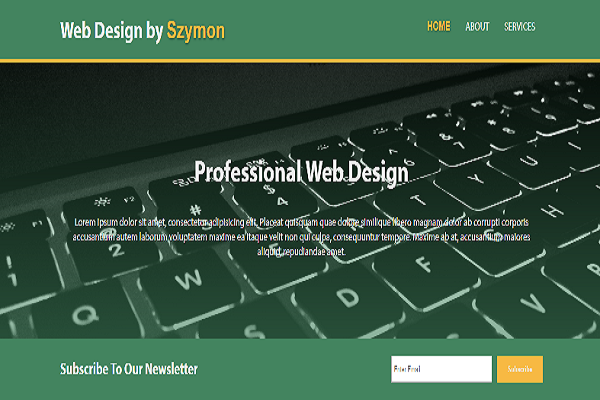 Web Design by Szymon
HOME ABOUT SERVICES
Professional Web Design
Lorem ipsum dolor sit amet, consectetur adipisicing elit. Placeat quisquam quae dolore similique libero magnam dolor ab corrupti corporis
accusantium autem laborum voluptatem maxime ea itaque velit non qui culpa, consequuntur tempore. Maxime ab at, accusantium maiores
aliquid, repudiandae amet.
Subscribe To Our Newsletter
Enter Email
Subscribe